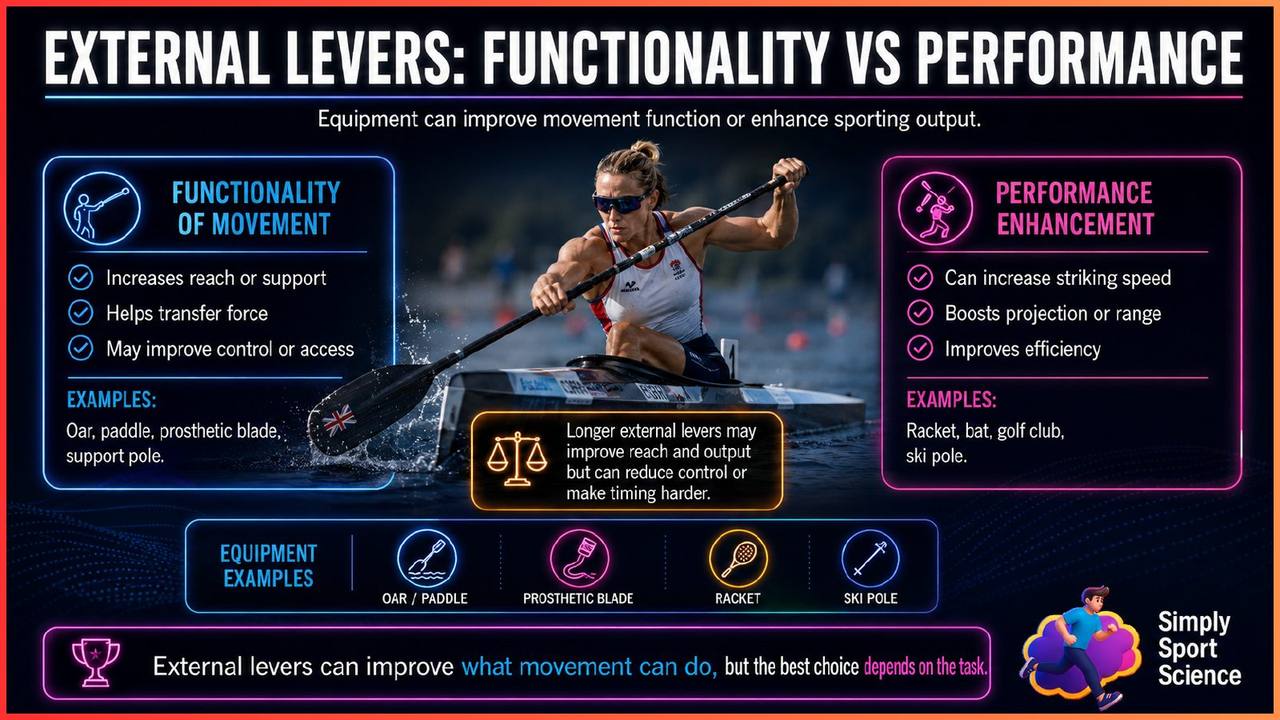 EXTERNAL LEVERS: FUNCTIONALITY VS PERFORMANCE
Equipment can improve movement function or enhance sporting output.
FUNCTIONALITY
OF MOVEMENT
Increases reach or support
Helps transfer force
May improve control or access
EXAMPLES:
Oar, paddle, prosthetic blade,
support pole.
PERFORMANCE
ENHANCEMENT
Can increase striking speed
Boosts projection or range
Improves efficiency
EXAMPLES:
Racket, bat, golf club,
ski pole.
1
Longer external levers may
improve reach and output
but can reduce control or
make timing harder.
EQUIPMENT
EXAMPLES
OAR / PADDLE
PROSTHETIC BLADE
RACKET
SKI POLE
External levers can improve what movement can do, but the best choice depends on the task.
Simply
Sport
Science